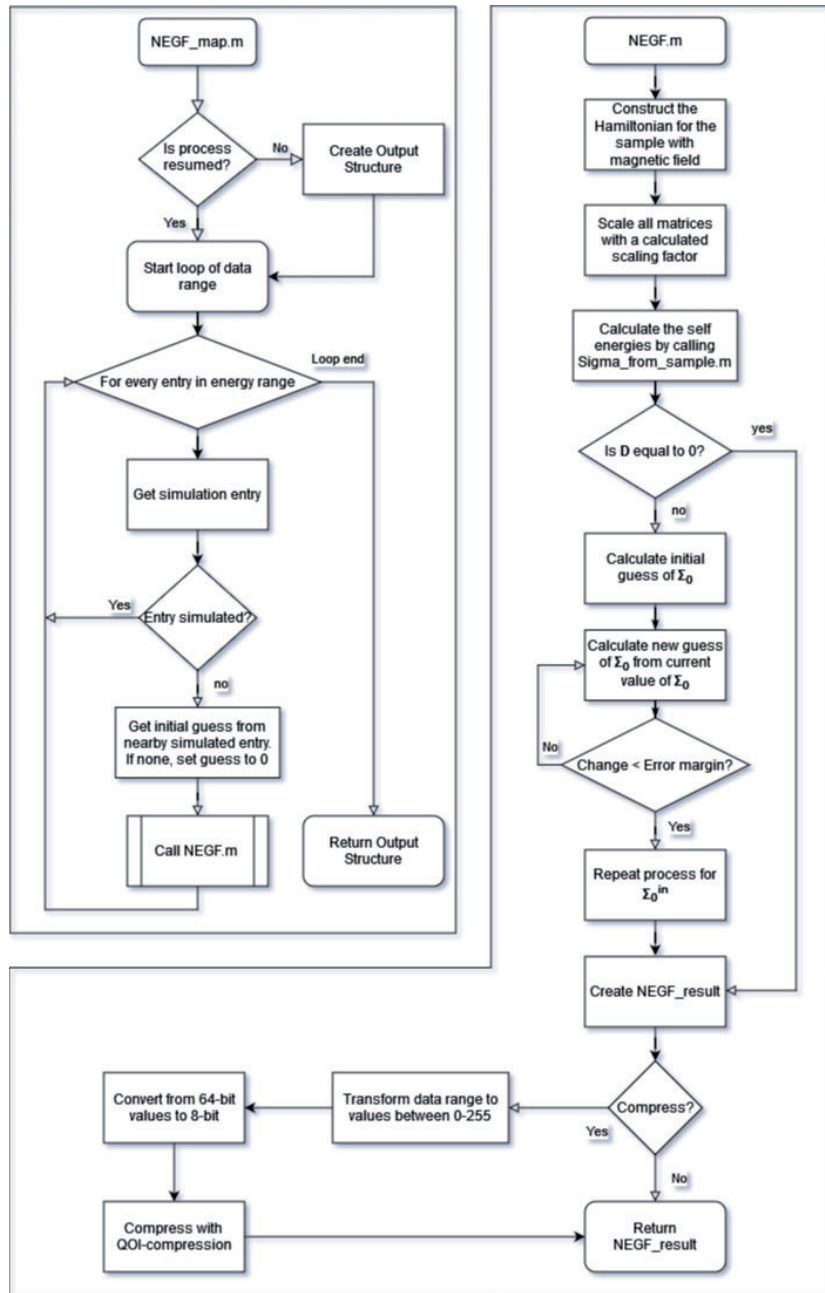 NEGF_map.m
Is process
resumed?
No
Create Output
Structure
Yes
Start loop of data
range
For every entry in energy range
Loop end
Get simulation entry
Yes
Entry simulated?
no
Get initial guess from
nearby simulated entry.
If none, set guess to 0
Call NEGF.m
Return Output
Structure
NEGF.m
Construct the
Hamiltonian for the
sample with
magnetic field
Scale all matrices
with a calculated
scaling factor
Calculate the self
energies by calling
Sigma_from_sample.m
Is D equal to 0?
yes
no
Calculate initial
guess of Σ₀
Calculate new guess
of Σ₀ from current
value of Σ₀
No
Change < Error margin?
Yes
Repeat process for
Σ₀ⁱⁿ
Create NEGF_result
Compress?
Yes
Transform data range to
values between 0-255
Convert from 64-bit
values to 8-bit
Compress with
QOI-compression
No
Return
NEGF_result